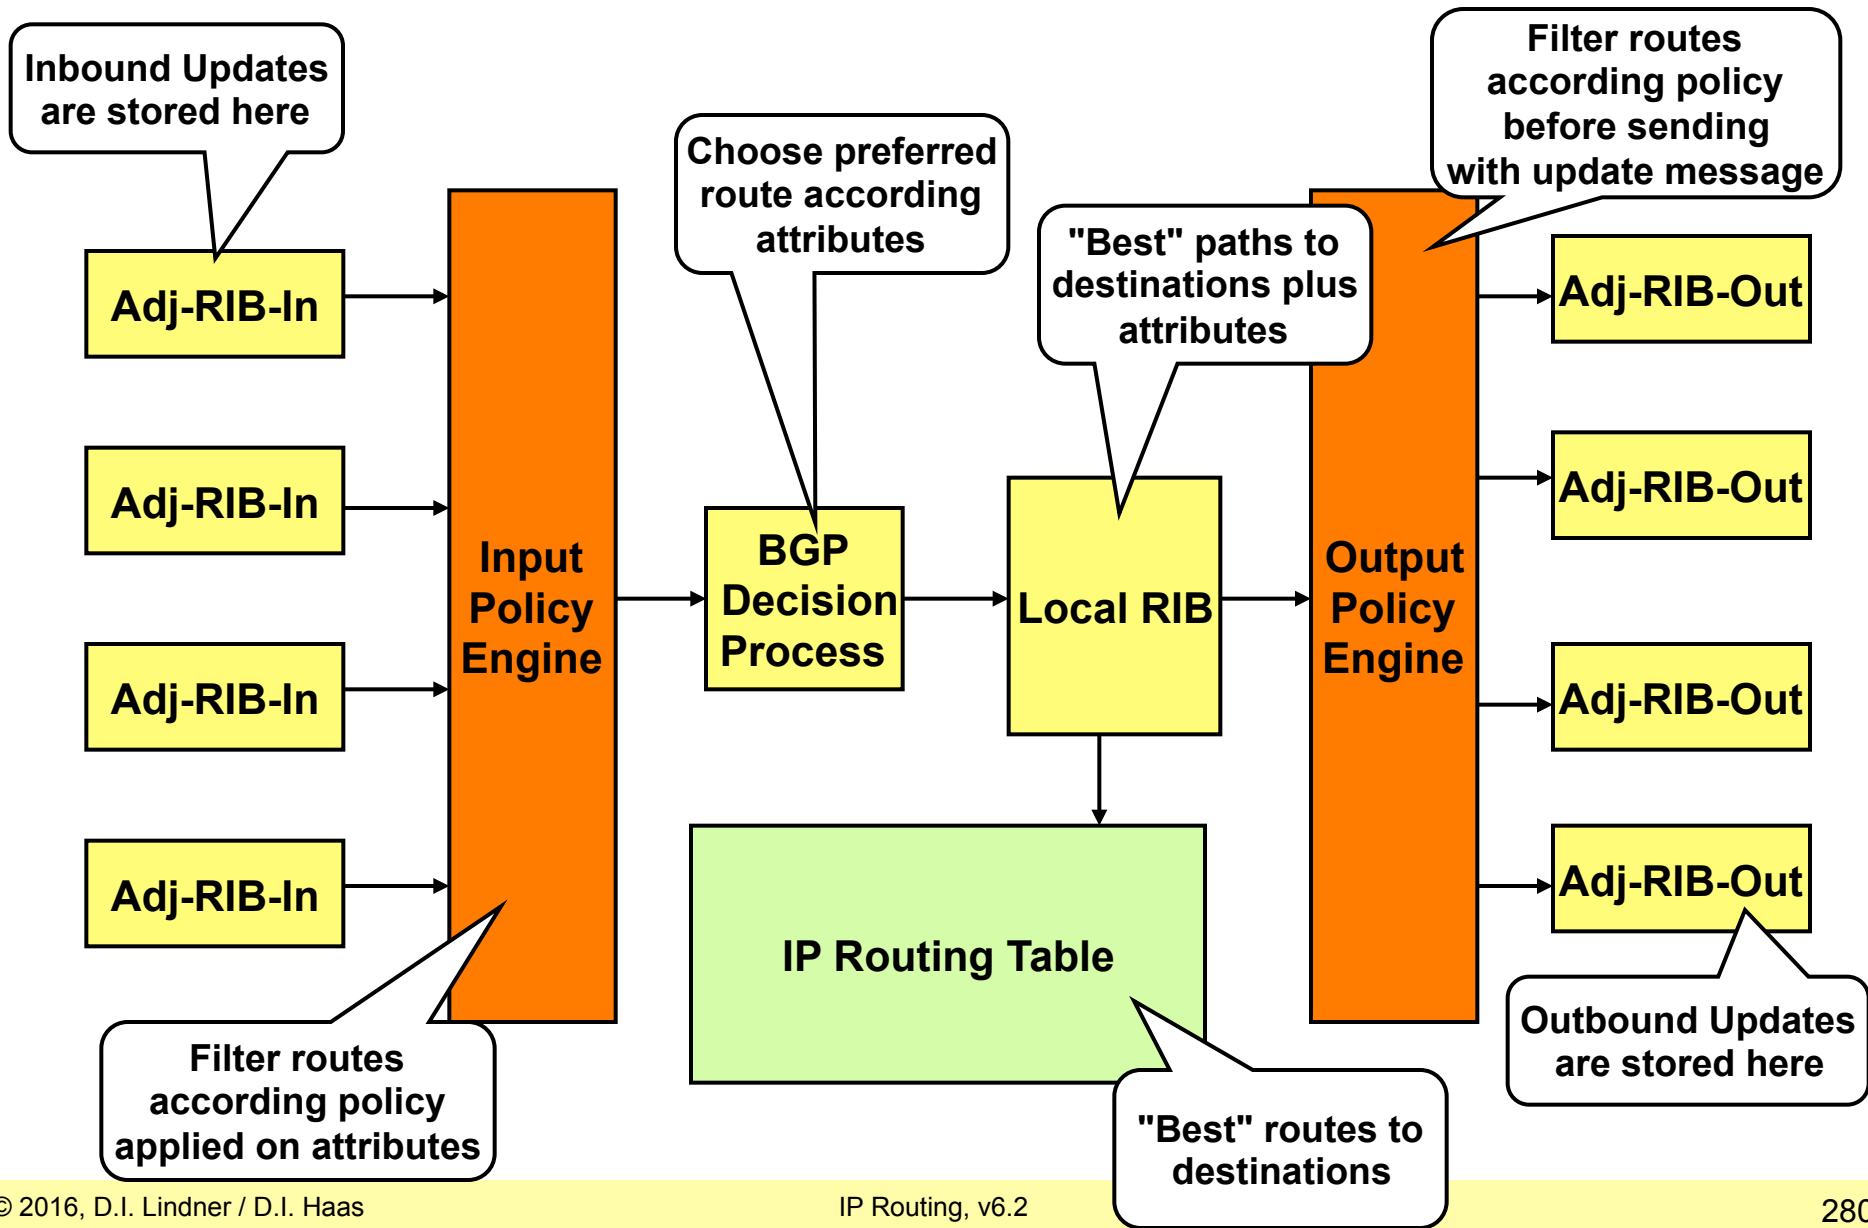 Inbound Updates
are stored here
Filter routes
according policy
before sending
with update message
Choose preferred
route according
attributes
"Best" paths to
destinations plus
attributes
Adj-RIB-In
Adj-RIB-In
Adj-RIB-In
Adj-RIB-In
Input
Policy
Engine
BGP
Decision
Process
Local RIB
Output
Policy
Engine
Adj-RIB-Out
Adj-RIB-Out
Adj-RIB-Out
Adj-RIB-Out
IP Routing Table
Filter routes
according policy
applied on attributes
"Best" routes to
destinations
Outbound Updates
are stored here
© 2016, D.I. Lindner / D.I. Haas
IP Routing, v6.2
280